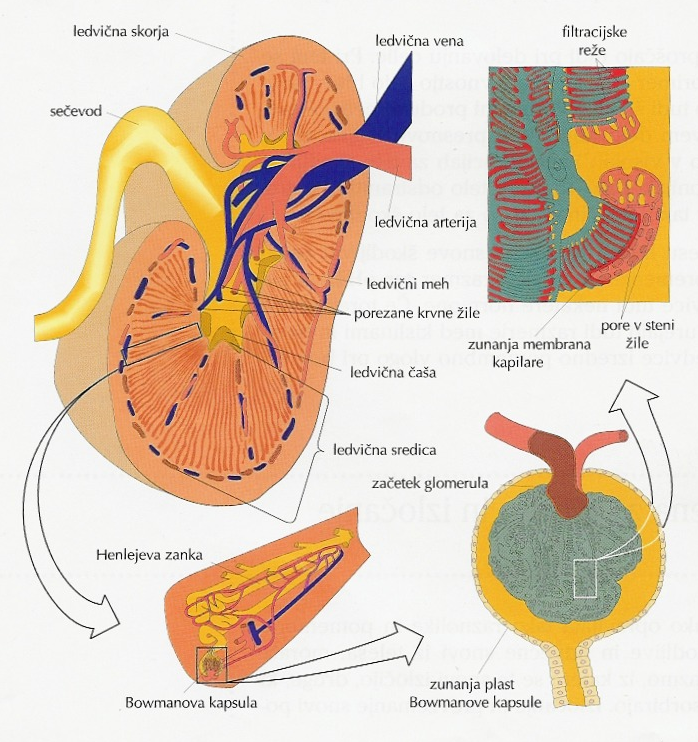 ledvična skorja
ledvična vena
filtracijske
reže
sečevod
ledvična arterija
ledvični meh
porezane krvne žile
pore v steni
žile
zunanja membrana
kapilare
ledvična čaša
ledvična sredica
začetek glomerula
Henlejeva zanka
zunanja plast
Bowmanove kapsule
Bowmanova kapsula